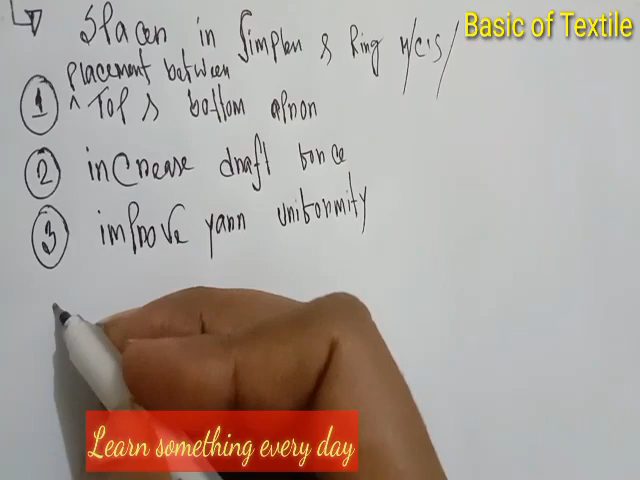 Basic of Textile
Spacer in Simplex & Ring M/C'S/
placement between
① ^ Top & bottom apron
② increase draft force
③ improve yarn uniformity
Learn something every day